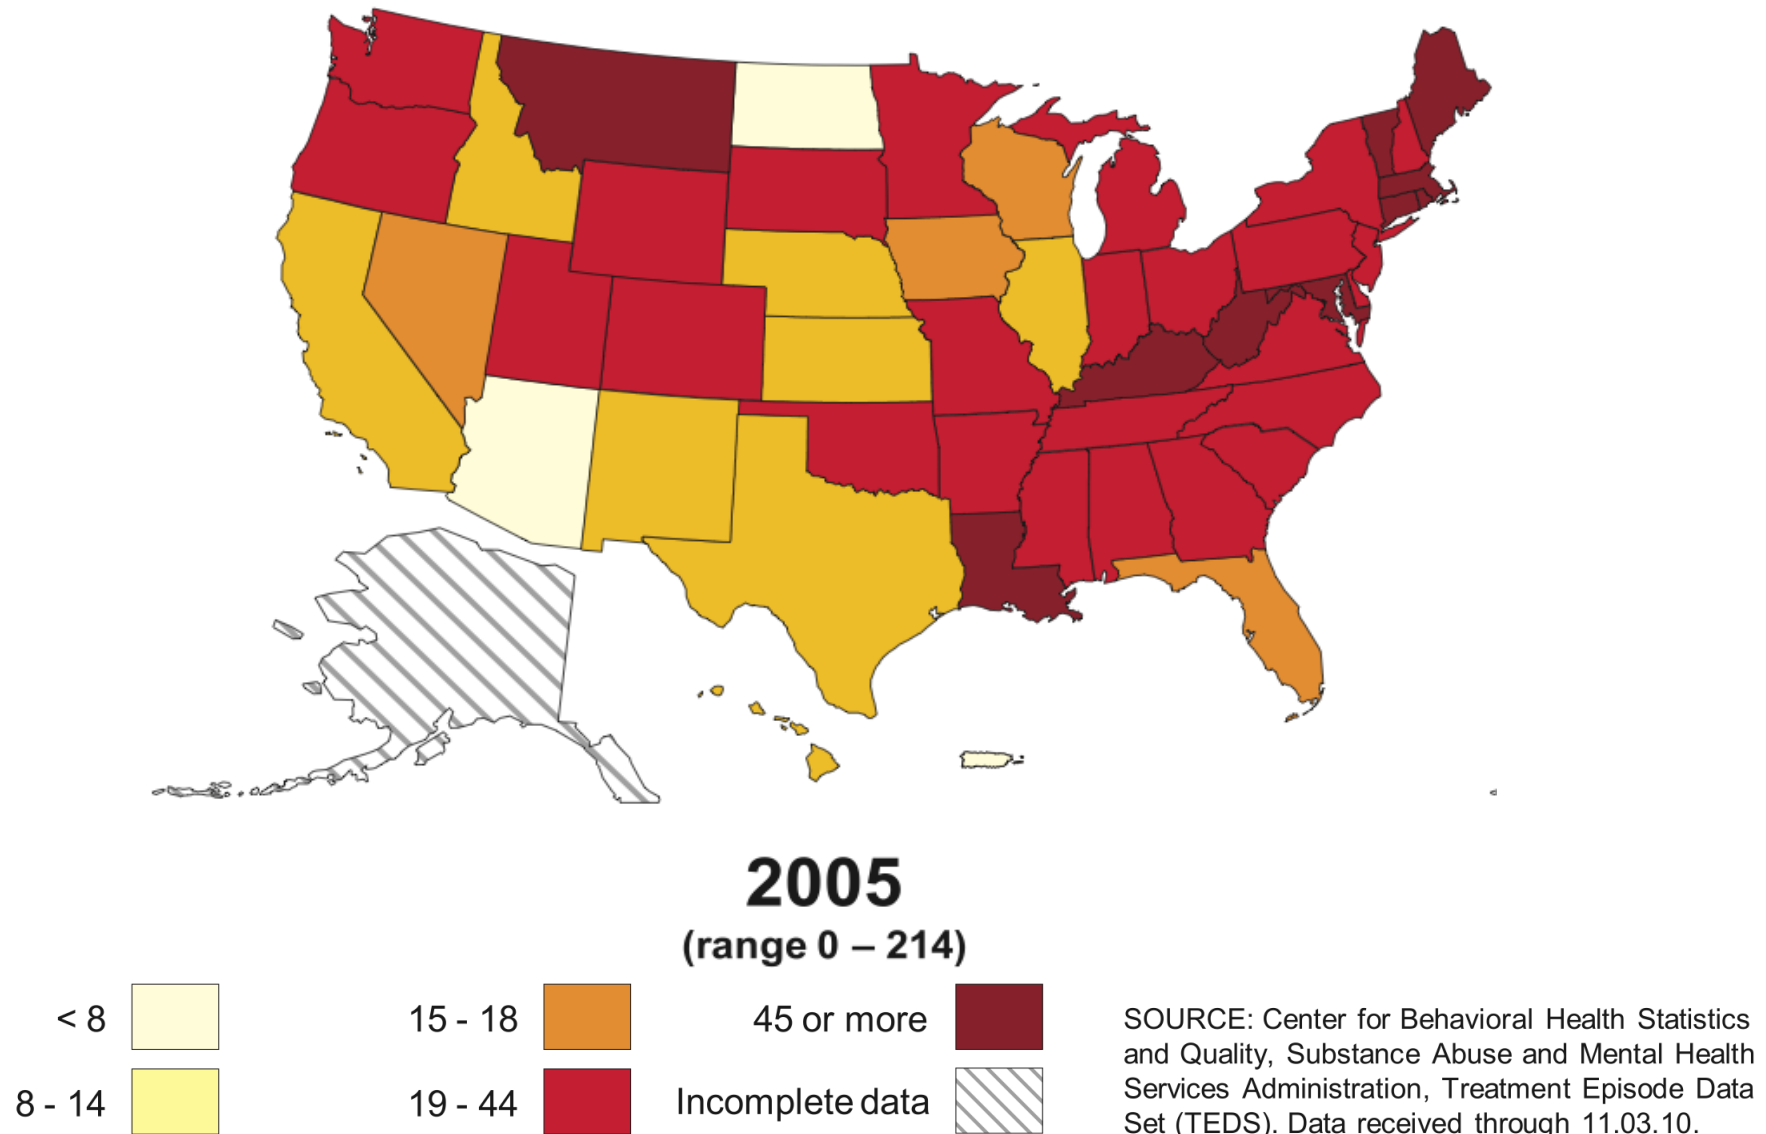 2005
(range 0 – 214)
< 8
15 - 18
45 or more
8 - 14
19 - 44
Incomplete data
SOURCE: Center for Behavioral Health Statistics
and Quality, Substance Abuse and Mental Health
Services Administration, Treatment Episode Data
Set (TEDS). Data received through 11.03.10.